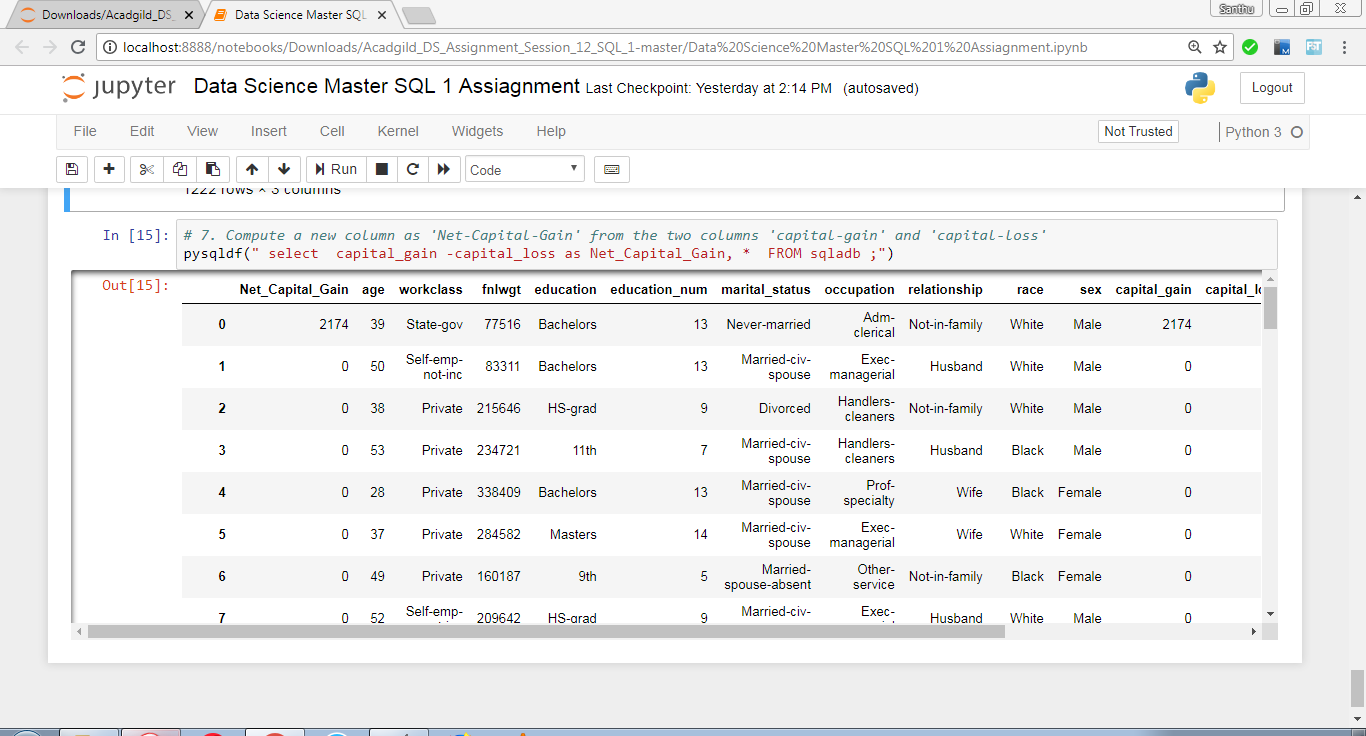 Downloads/Acadgild_DS_
Data Science Master SQL
Santhu
localhost:8888/notebooks/Downloads/Acadgild_DS_Assignment_Session_12_SQL_1-master/Data%20Science%20Master%20SQL%201%20Assiagnment.ipynb
jupyter Data Science Master SQL 1 Assiagnment Last Checkpoint: Yesterday at 2:14 PM (autosaved)
Logout
File Edit View Insert Cell Kernel Widgets Help
Not Trusted
Python 3
Run
Code
1222 rows × 3 columns
In [15]: # 7. Compute a new column as 'Net-Capital-Gain' from the two columns 'capital-gain' and 'capital-loss'
pysqldf(" select  capital_gain -capital_loss as Net_Capital_Gain, *  FROM sqladb ;")
Out[15]:
Net_Capital_Gain age workclass fnlwgt education education_num marital_status occupation relationship race sex capital_gain capital_lo
0 2174 39 State-gov 77516 Bachelors 13 Never-married Adm-clerical Not-in-family White Male 2174
1 0 50 Self-emp-not-inc 83311 Bachelors 13 Married-civ-spouse Exec-managerial Husband White Male 0
2 0 38 Private 215646 HS-grad 9 Divorced Handlers-cleaners Not-in-family White Male 0
3 0 53 Private 234721 11th 7 Married-civ-spouse Handlers-cleaners Husband Black Male 0
4 0 28 Private 338409 Bachelors 13 Married-civ-spouse Prof-specialty Wife Black Female 0
5 0 37 Private 284582 Masters 14 Married-civ-spouse Exec-managerial Wife White Female 0
6 0 49 Private 160187 9th 5 Married-spouse-absent Other-service Not-in-family Black Female 0
7 0 52 Self-emp- 209642 HS-grad 9 Married-civ- Exec- Husband White Male 0